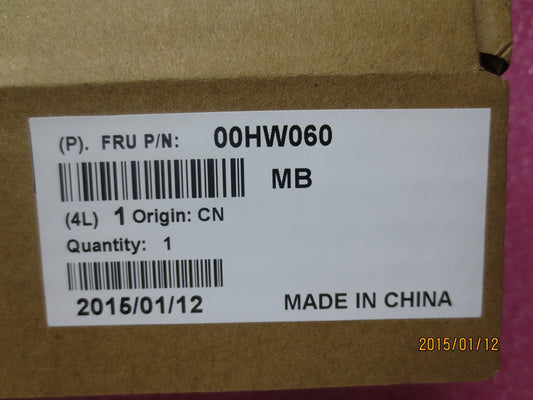 (P). FRU P/N: 00HW060
MB
(4L) 1 Origin: CN
Quantity: 1
2015/01/12 MADE IN CHINA
2015/01/12